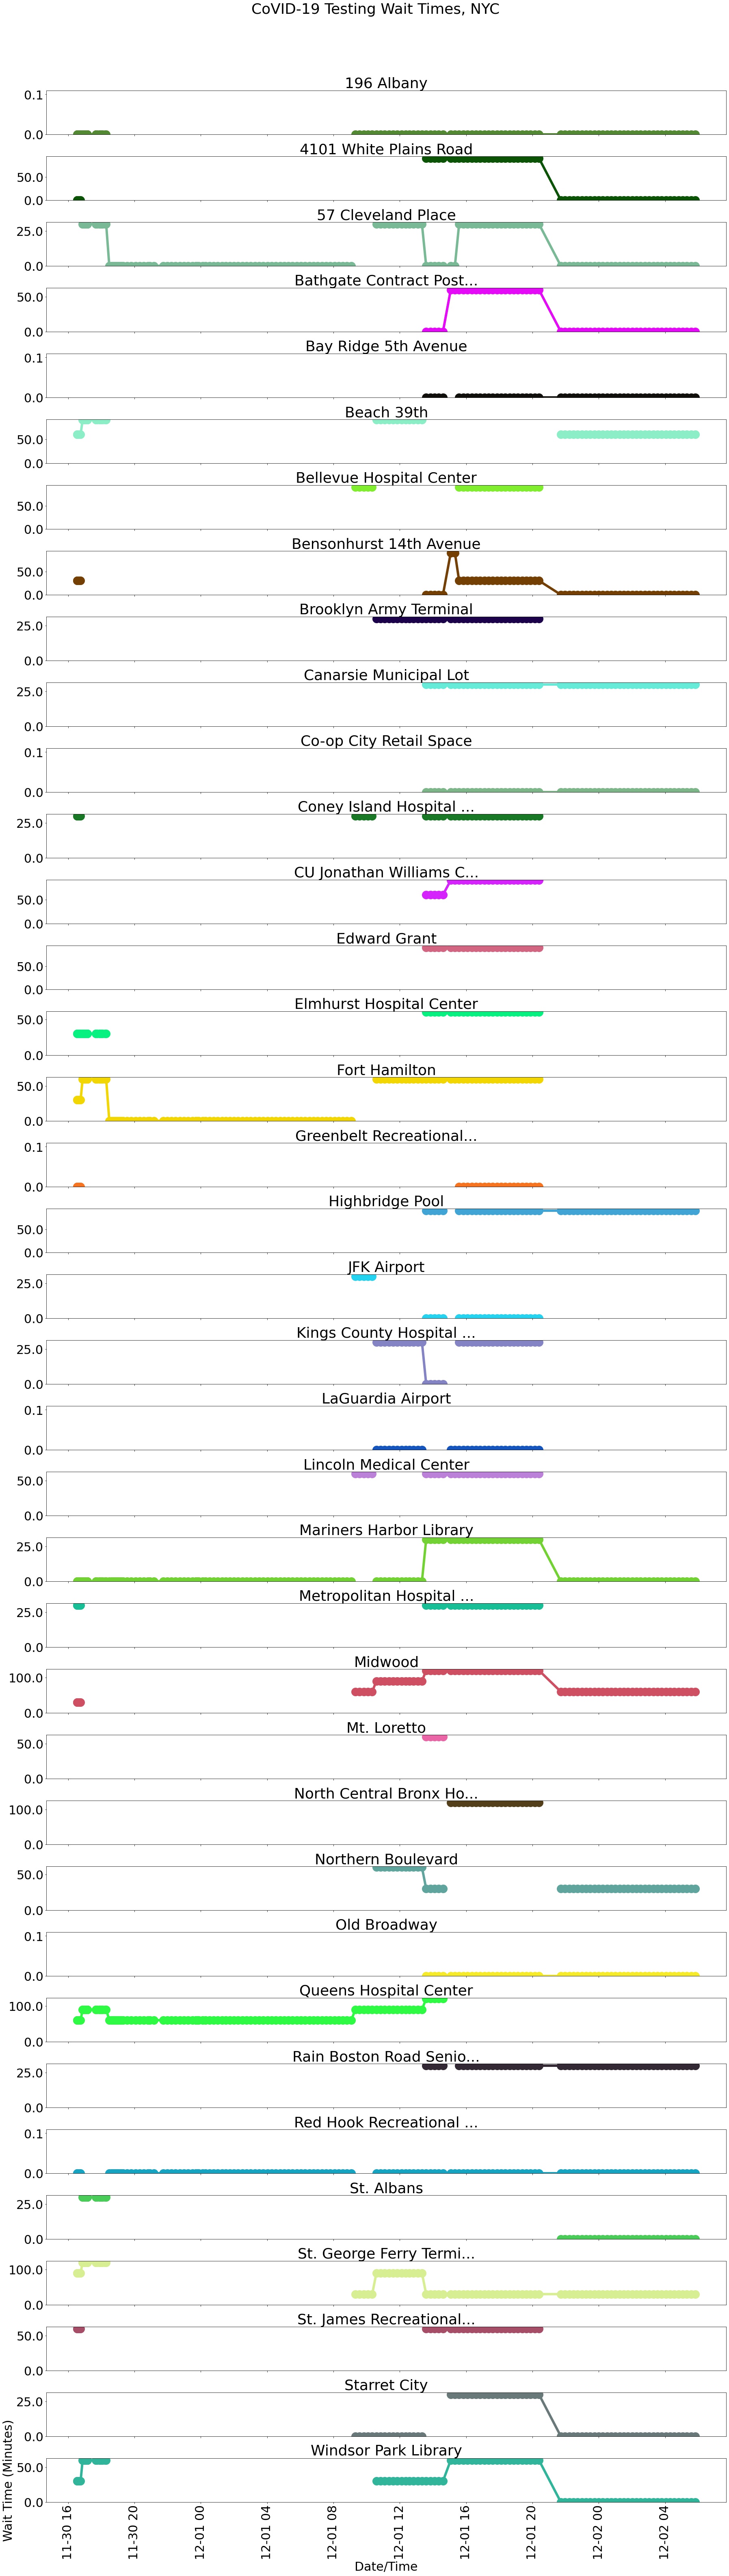 CoVID-19 Testing Wait Times, NYC
196 Albany
0.1
0.0
4101 White Plains Road
50.0
0.0
57 Cleveland Place
25.0
0.0
Bathgate Contract Post...
50.0
0.0
Bay Ridge 5th Avenue
0.1
0.0
Beach 39th
50.0
0.0
Bellevue Hospital Center
50.0
0.0
Bensonhurst 14th Avenue
50.0
0.0
Brooklyn Army Terminal
25.0
0.0
Canarsie Municipal Lot
25.0
0.0
Co-op City Retail Space
0.1
0.0
Coney Island Hospital ...
25.0
0.0
CU Jonathan Williams C...
50.0
0.0
Edward Grant
50.0
0.0
Elmhurst Hospital Center
50.0
0.0
Fort Hamilton
50.0
0.0
Greenbelt Recreational...
0.1
0.0
Highbridge Pool
50.0
0.0
JFK Airport
25.0
0.0
Kings County Hospital ...
25.0
0.0
LaGuardia Airport
0.1
0.0
Lincoln Medical Center
50.0
0.0
Mariners Harbor Library
25.0
0.0
Metropolitan Hospital ...
25.0
0.0
Midwood
100.0
0.0
Mt. Loretto
50.0
0.0
North Central Bronx Ho...
100.0
0.0
Northern Boulevard
50.0
0.0
Old Broadway
0.1
0.0
Queens Hospital Center
100.0
0.0
Rain Boston Road Senio...
25.0
0.0
Red Hook Recreational ...
0.1
0.0
St. Albans
25.0
0.0
St. George Ferry Termi...
100.0
0.0
St. James Recreational...
50.0
0.0
Starret City
25.0
0.0
Windsor Park Library
50.0
0.0
Wait Time (Minutes)
11-30 16
11-30 20
12-01 00
12-01 04
12-01 08
12-01 12
12-01 16
12-01 20
12-02 00
12-02 04
Date/Time